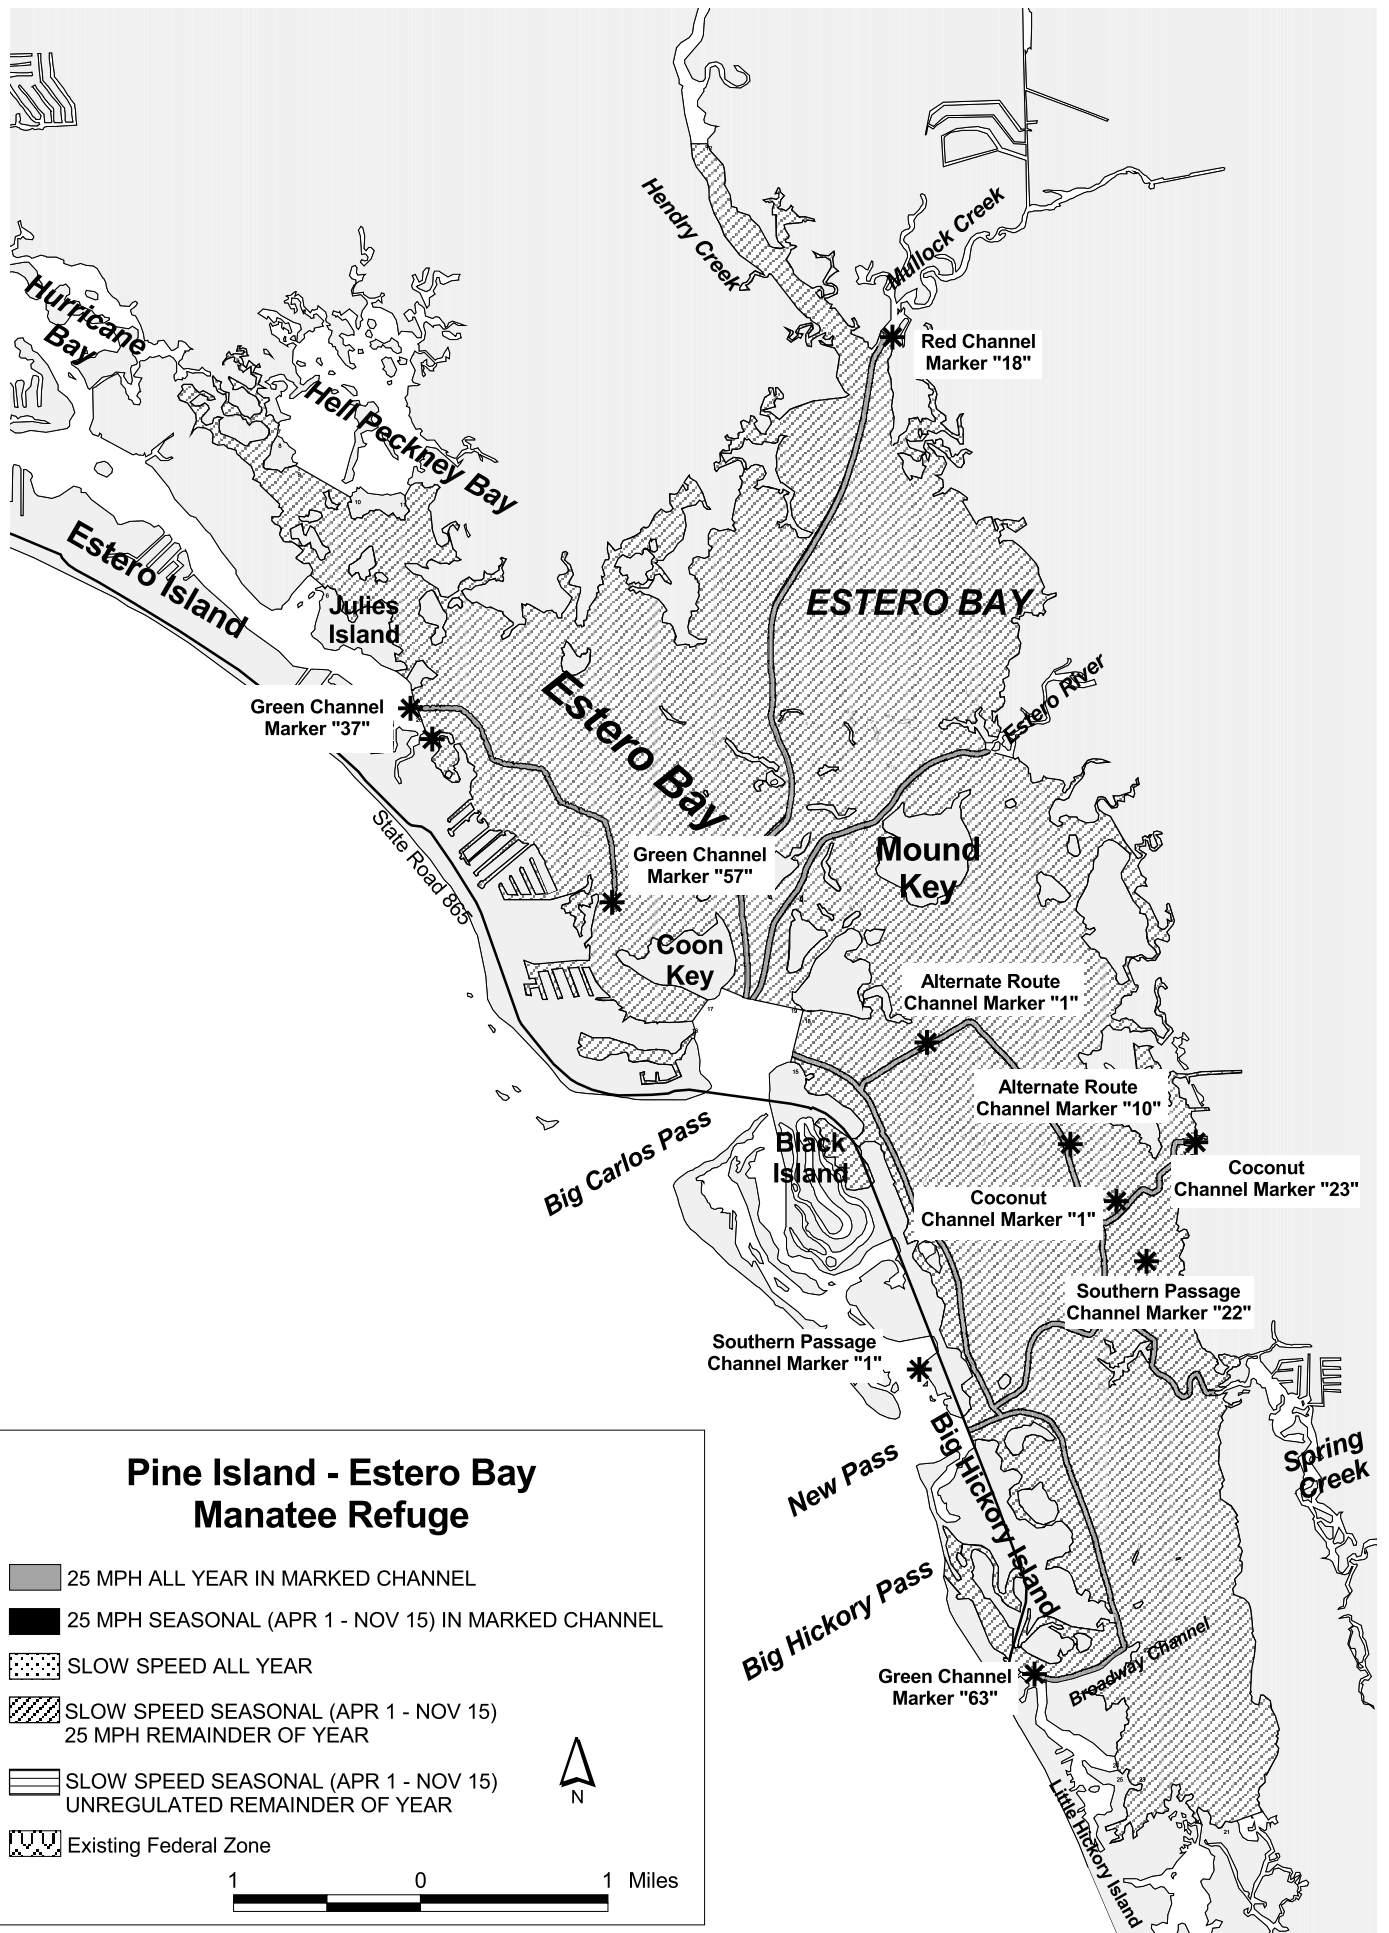 Hendry Creek
Mullock Creek
Hurricane
Bay
Red Channel
Marker "18"
Hell Peckney Bay
Estero Island
Julies
Island
ESTERO BAY
Estero River
Green Channel
Marker "37"
Estero Bay
State Road 865
Green Channel
Marker "57"
Mound
Key
Coon
Key
Alternate Route
Channel Marker "1"
Alternate Route
Channel Marker "10"
Big Carlos Pass
Black
Island
Coconut
Channel Marker "23"
Coconut
Channel Marker "1"
Southern Passage
Channel Marker "22"
Southern Passage
Channel Marker "1"
Big Hickory Island
New Pass
Spring
Creek
Big Hickory Pass
Broadway Channel
Green Channel
Marker "63"
Little Hickory Island
Pine Island - Estero Bay
Manatee Refuge
25 MPH ALL YEAR IN MARKED CHANNEL
25 MPH SEASONAL (APR 1 - NOV 15) IN MARKED CHANNEL
SLOW SPEED ALL YEAR
SLOW SPEED SEASONAL (APR 1 - NOV 15)
25 MPH REMAINDER OF YEAR
SLOW SPEED SEASONAL (APR 1 - NOV 15)
UNREGULATED REMAINDER OF YEAR
Existing Federal Zone
N
1 0 1 Miles